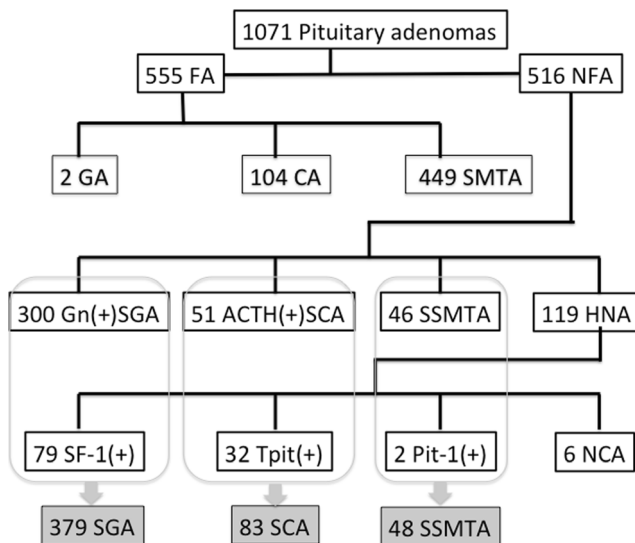 1071 Pituitary adenomas
555 FA
516 NFA
2 GA
104 CA
449 SMTA
300 Gn(+)SGA
51 ACTH(+)SCA
46 SSMTA
119 HNA
79 SF-1(+)
32 Tpit(+)
2 Pit-1(+)
6 NCA
379 SGA
83 SCA
48 SSMTA